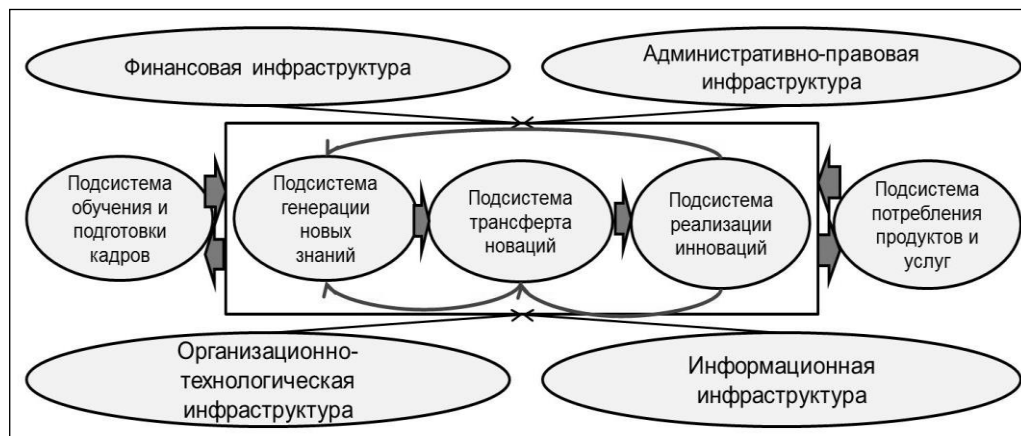 Финансовая инфраструктура
Административно-правовая
инфраструктура
Подсистема
обучения и
подготовки
кадров
Подсистема
генерации
новых
знаний
Подсистема
трансферта
новаций
Подсистема
реализации
инноваций
Подсистема
потребления
продуктов и
услуг
Организационно-
технологическая
инфраструктура
Информационная
инфраструктура